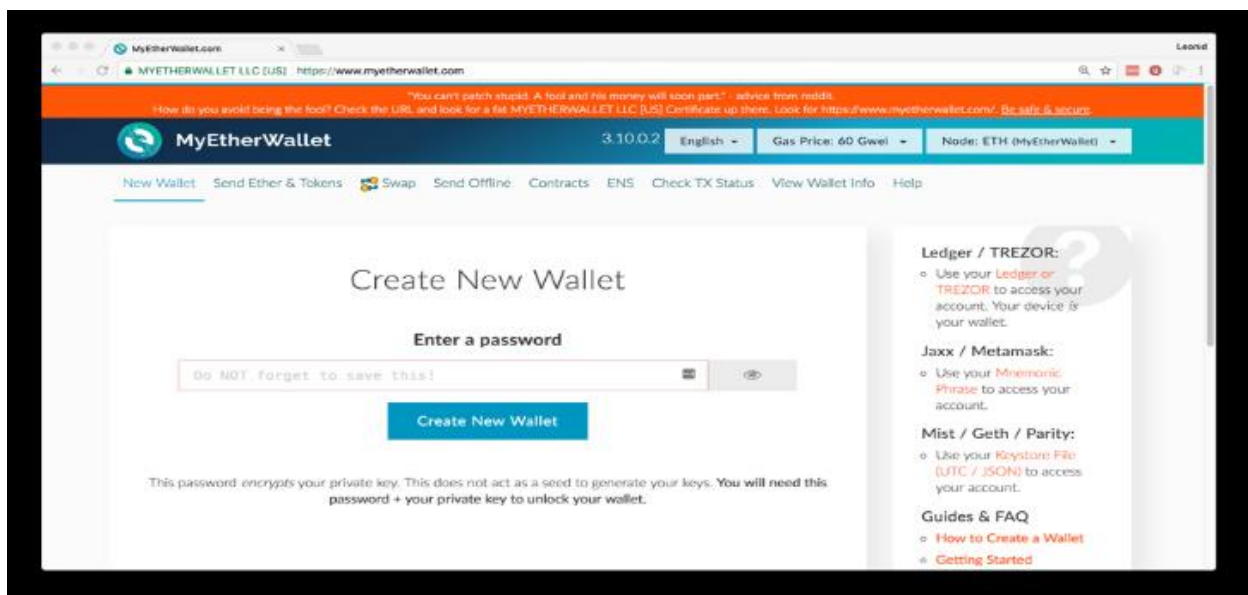 MyEtherWallet.com
Leonid
MYETHERWALLET LLC [US] https://www.myetherwallet.com
"You can't patch stupid. A fool and his money will soon part." - advice from reddit.
How do you avoid being the fool? Check the URL and look for a fat MYETHERWALLET LLC [US] Certificate up there. Look for https://www.myetherwallet.com/. Be safe & secure.
MyEtherWallet
3.10.0.2 English Gas Price: 60 Gwei Node: ETH (MyEtherWallet)
New Wallet Send Ether & Tokens Swap Send Offline Contracts ENS Check TX Status View Wallet Info Help
Create New Wallet
Enter a password
Do NOT forget to save this!
Create New Wallet
This password encrypts your private key. This does not act as a seed to generate your keys. You will need this
password + your private key to unlock your wallet.
Ledger / TREZOR:
Use your Ledger or
TREZOR to access your
account. Your device is
your wallet.
Jaxx / Metamask:
Use your Mnemonic
Phrase to access your
account.
Mist / Geth / Parity:
Use your Keystore File
(UTC / JSON) to access
your account.
Guides & FAQ
How to Create a Wallet
Getting Started